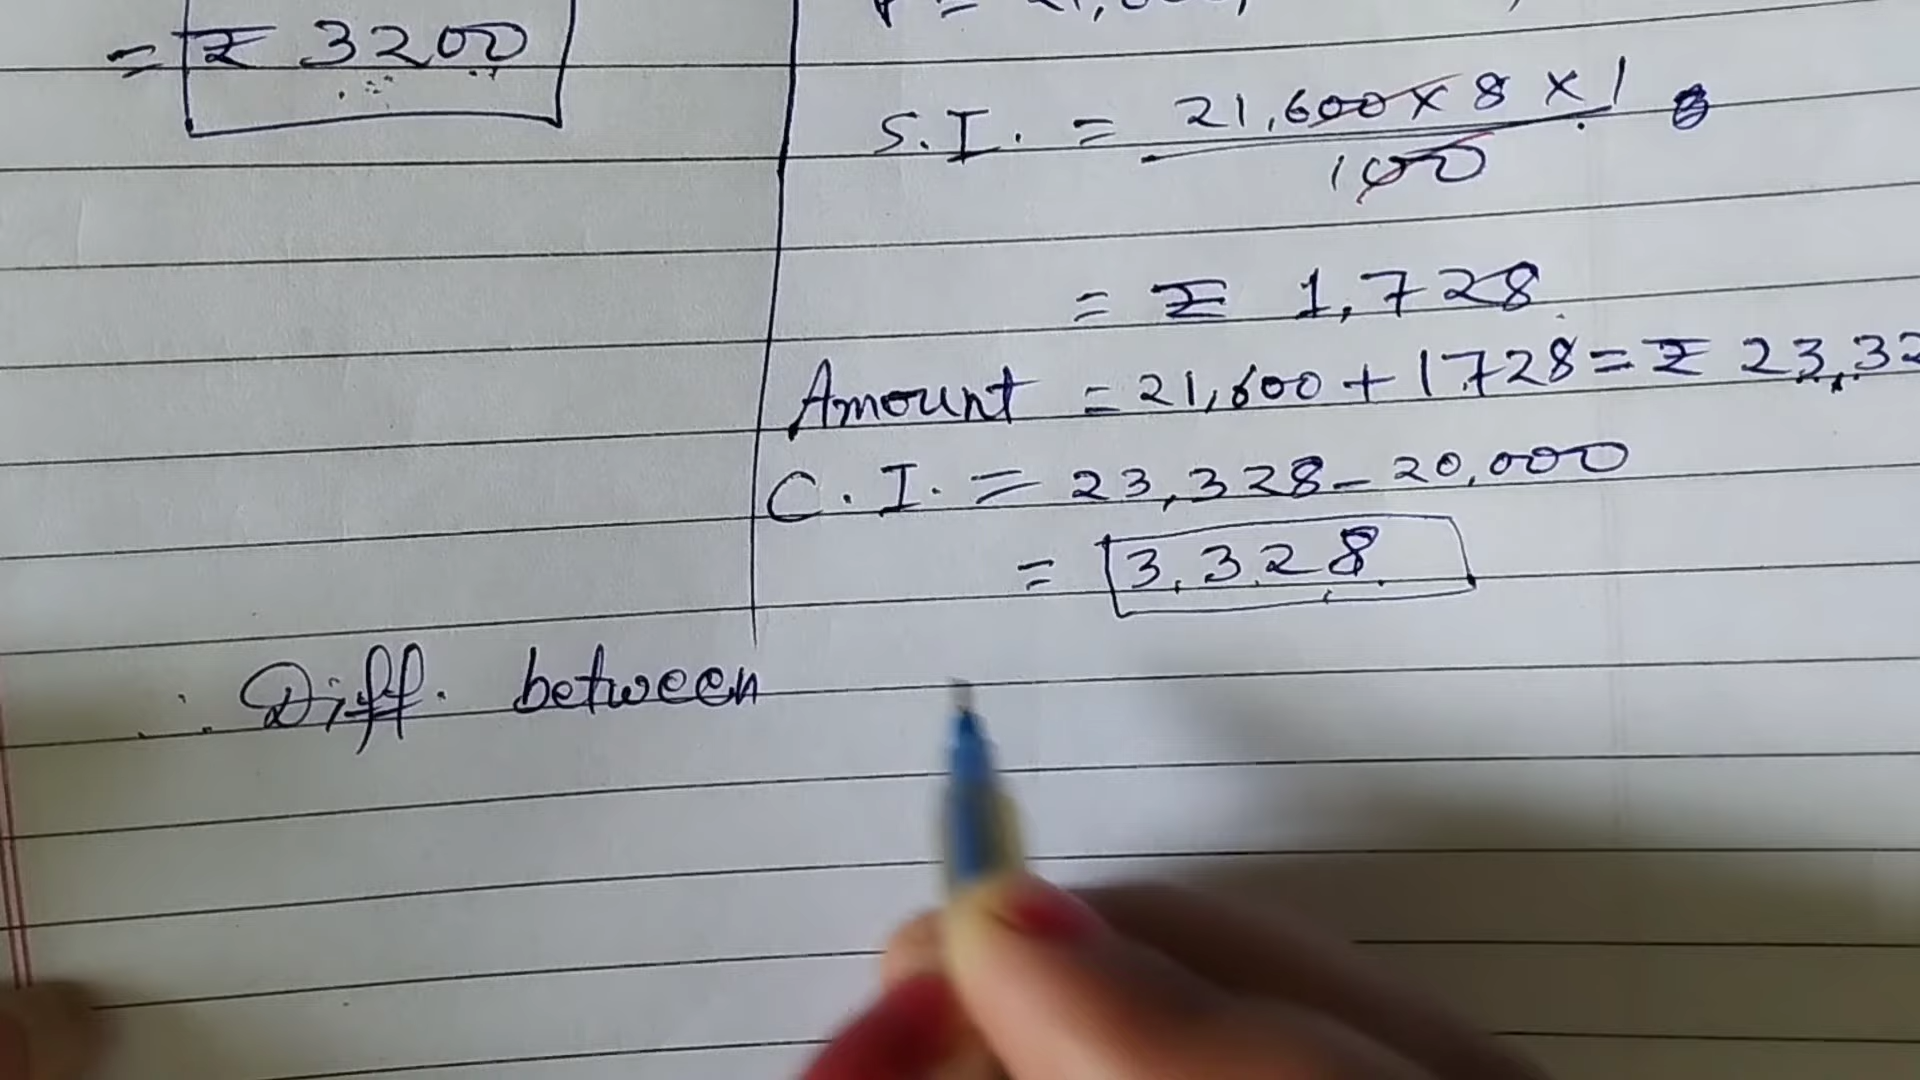 = ₹ 3200
S.I. = 21,600 × 8 × 1
100
= ₹ 1,728
Amount = 21,600 + 1728 = ₹ 23,32
C.I. = 23,328 - 20,000
= 3,328
∴ Diff. between